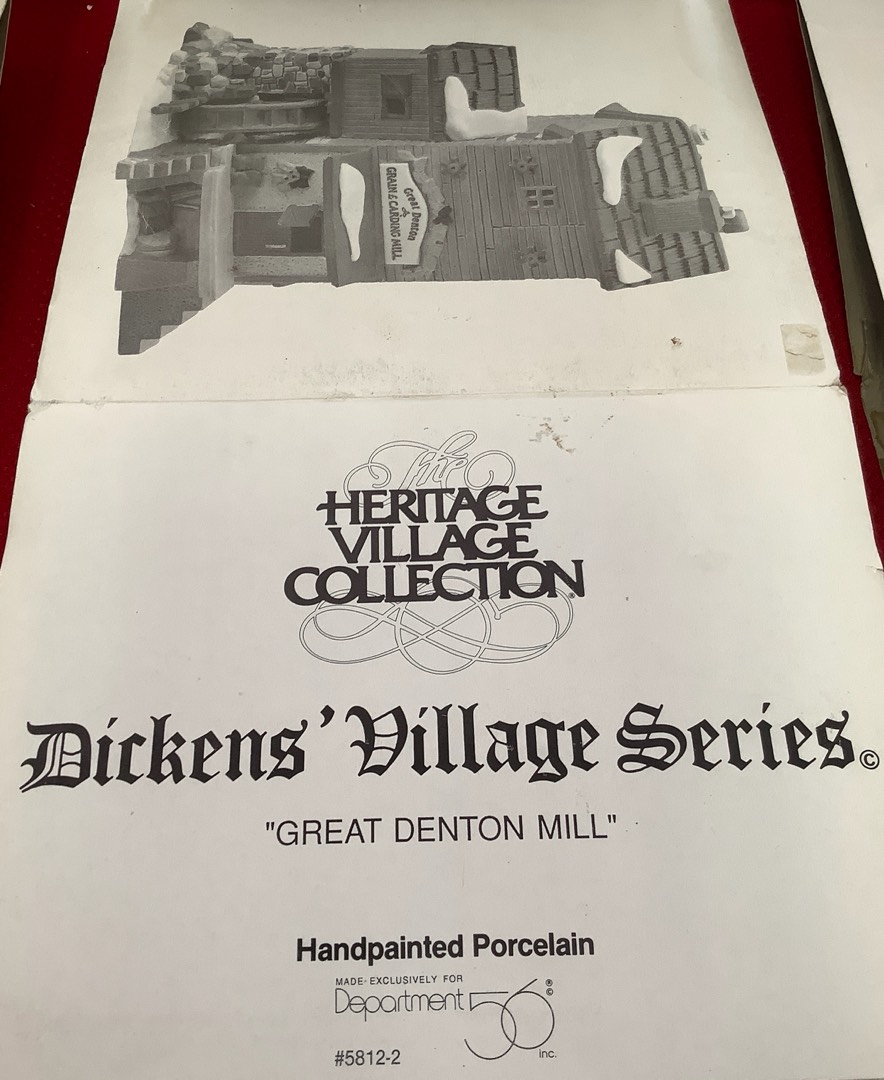 Great Denton
&
GRAIN & CARDING MILL
The
HERITAGE
VILLAGE
COLLECTION®
Dickens' Village Series©
"GREAT DENTON MILL"
Handpainted Porcelain
MADE EXCLUSIVELY FOR
Department 56 ® ©
inc.
#5812-2